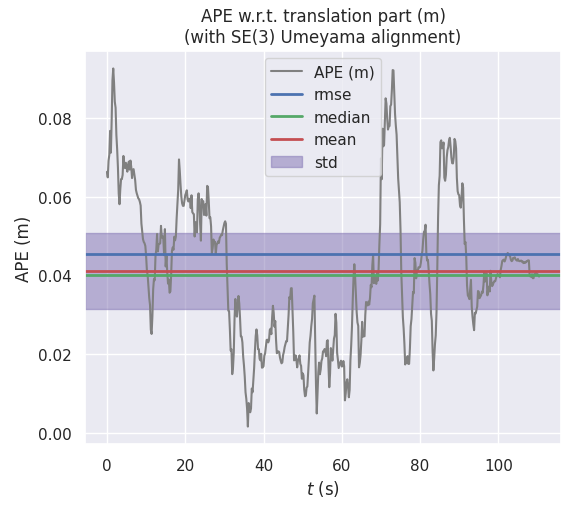 APE w.r.t. translation part (m)
(with SE(3) Umeyama alignment)
APE (m)
rmse
median
mean
std
APE (m)
0.08
0.06
0.04
0.02
0.00
0 20 40 60 80 100
t (s)